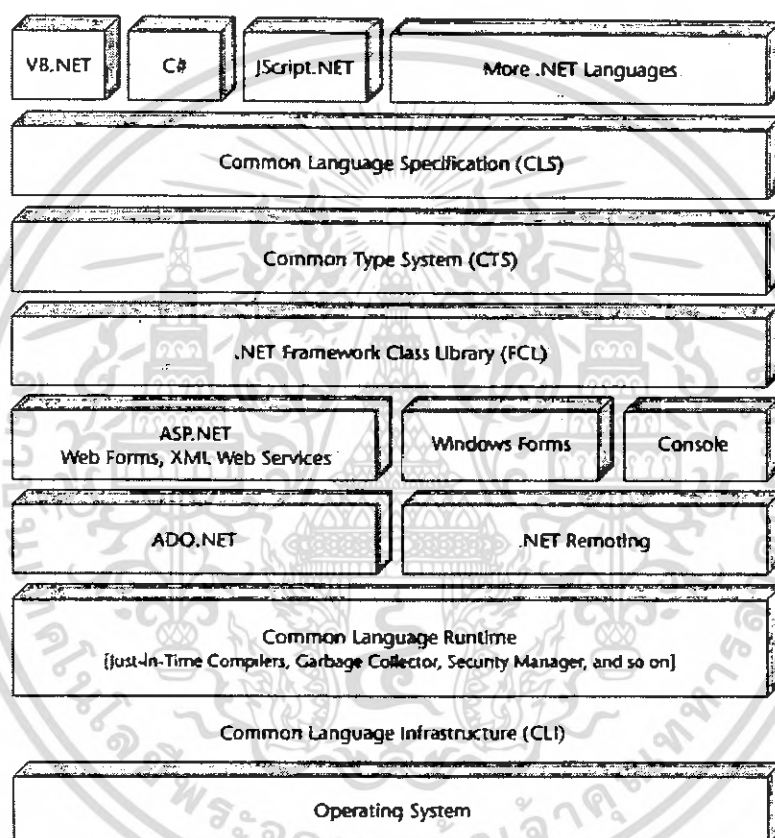 VB.NET
C#
JScript.NET
More .NET Languages
Common Language Specification (CLS)
Common Type System (CTS)
.NET Framework Class Library (FCL)
ASP.NET
Web Forms, XML Web Services
Windows Forms
Console
ADO.NET
.NET Remoting
Common Language Runtime
[Just-In-Time Compilers, Garbage Collector, Security Manager, and so on]
Common Language Infrastructure (CLI)
Operating System